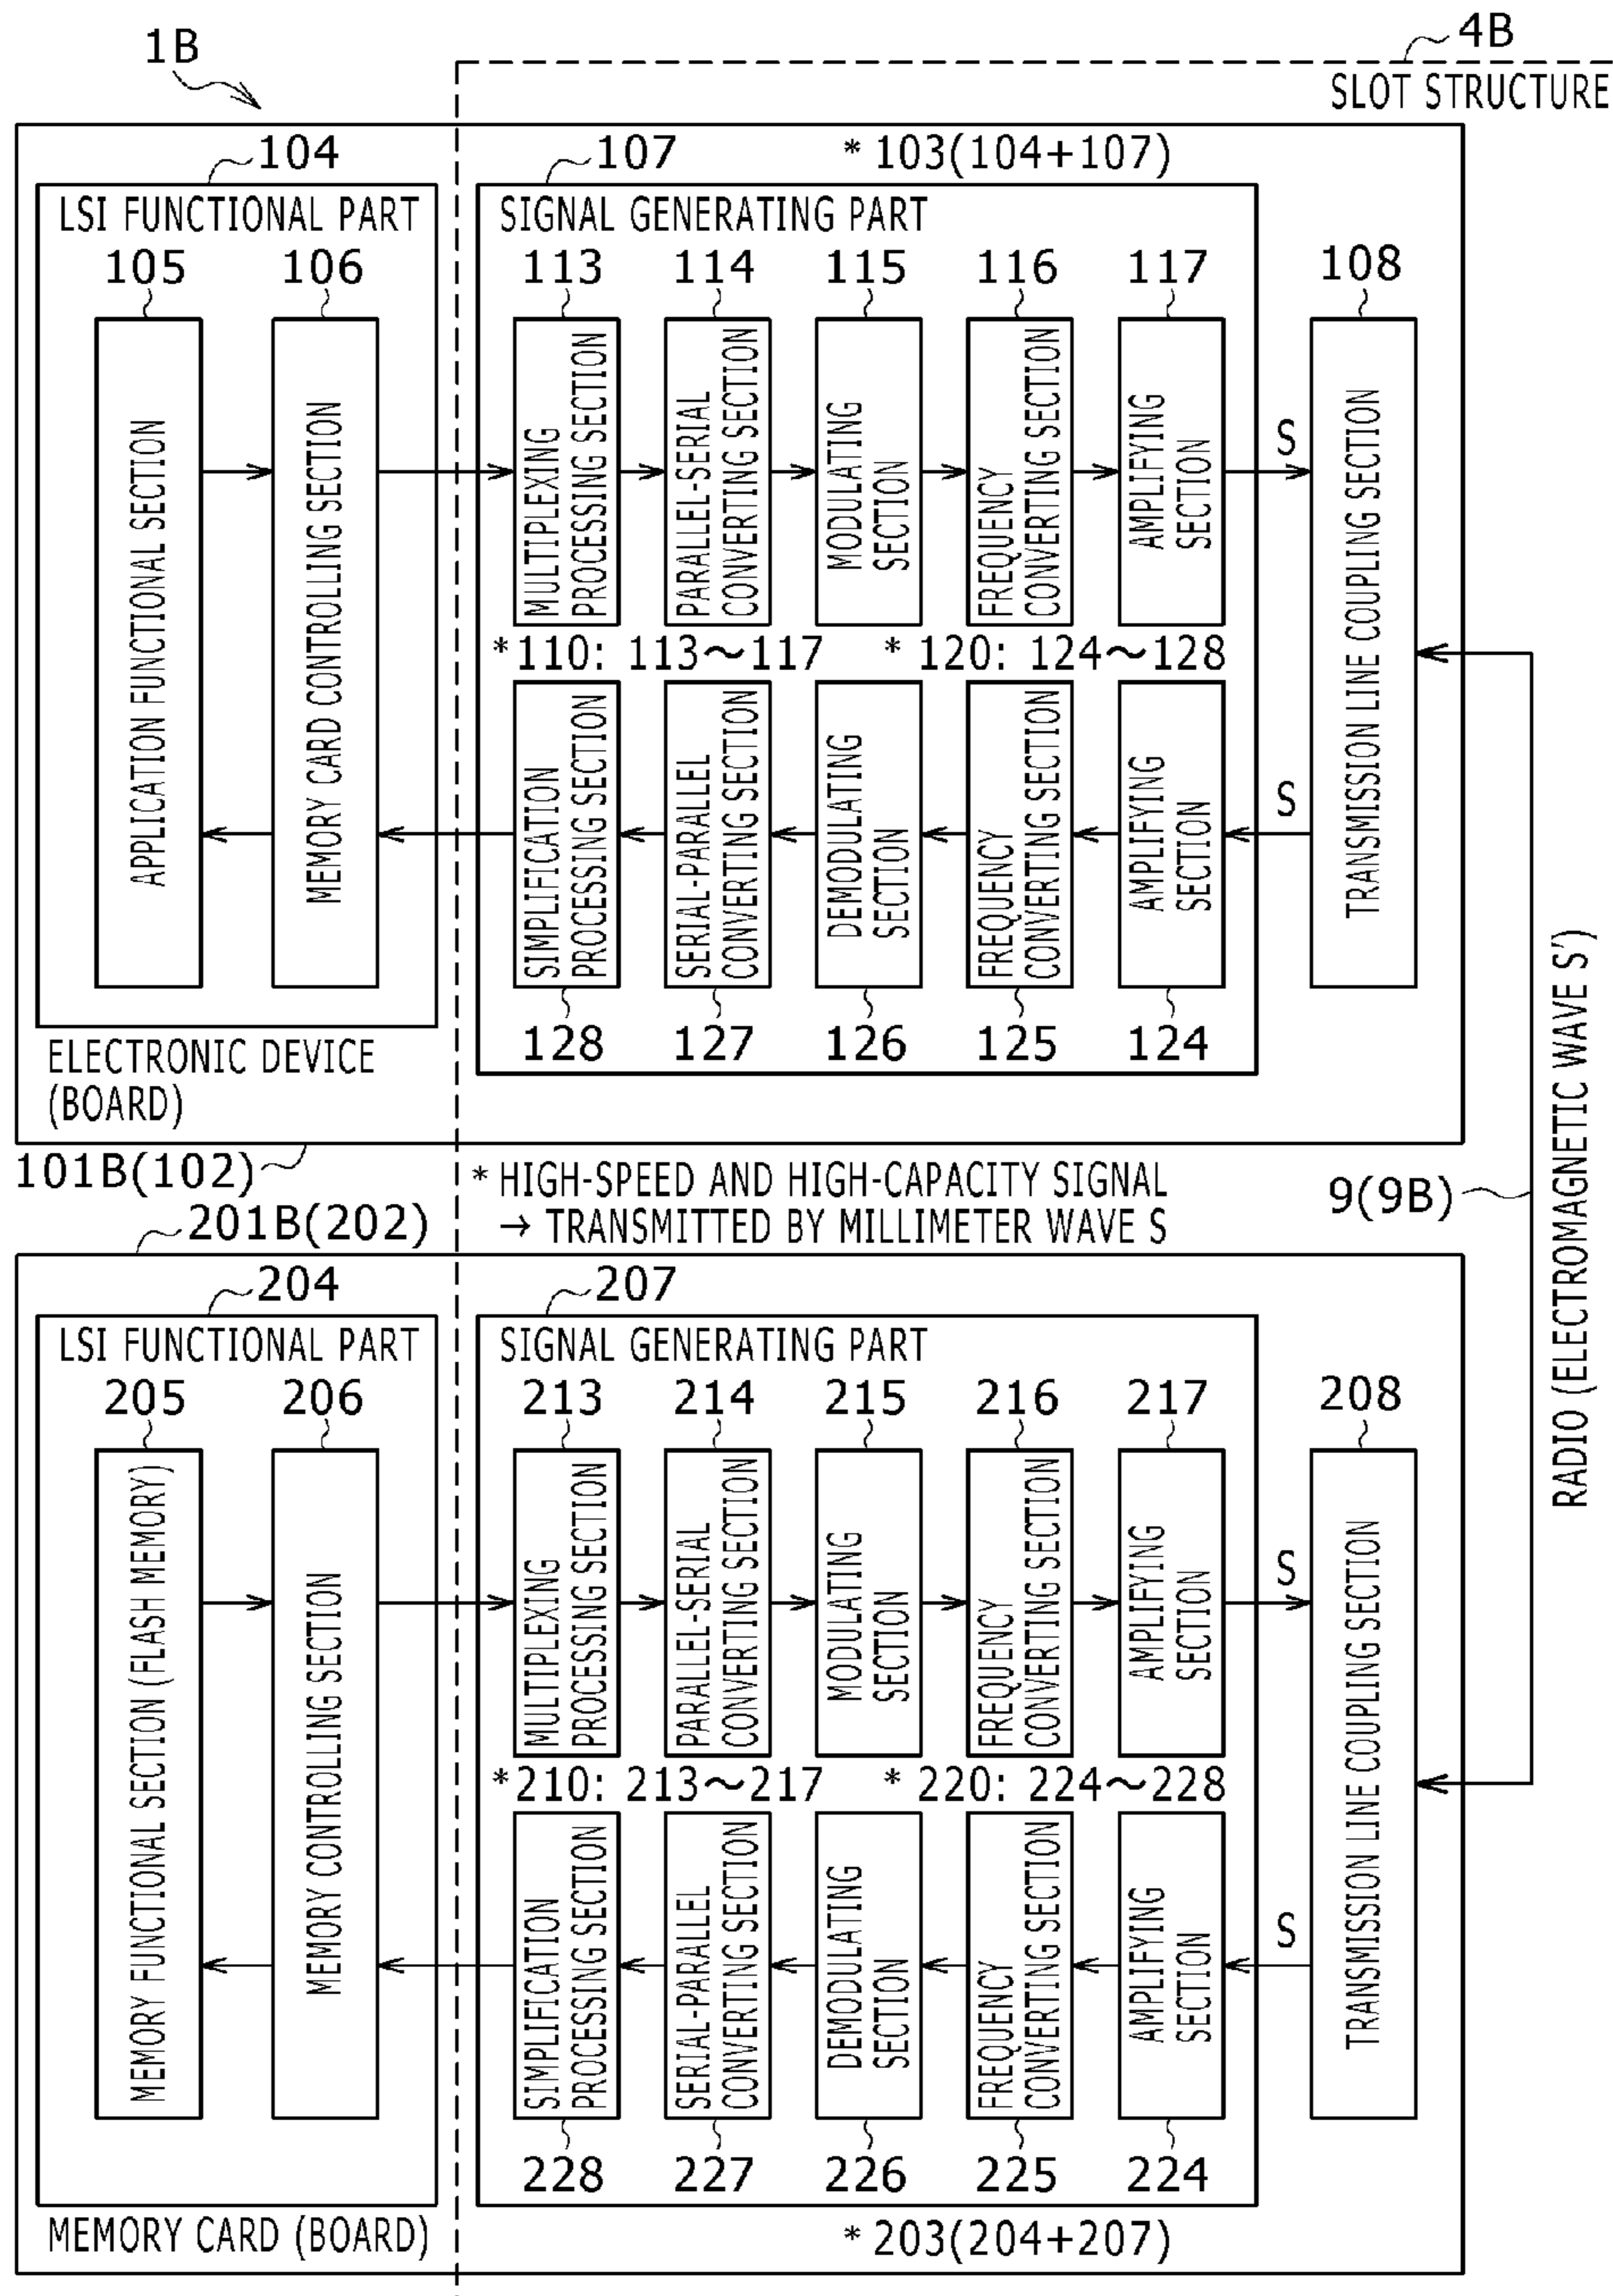 1B
4B
SLOT STRUCTURE
104
107
* 103(104+107)
LSI FUNCTIONAL PART
SIGNAL GENERATING PART
105
106
113
114
115
116
117
108
APPLICATION FUNCTIONAL SECTION
MEMORY CARD CONTROLLING SECTION
MULTIPLEXING
PROCESSING SECTION
PARALLEL-SERIAL
CONVERTING SECTION
MODULATING
SECTION
FREQUENCY
CONVERTING SECTION
AMPLIFYING
SECTION
S
TRANSMISSION LINE COUPLING SECTION
*110: 113～117
* 120: 124～128
SIMPLIFICATION
PROCESSING SECTION
SERIAL-PARALLEL
CONVERTING SECTION
DEMODULATING
SECTION
FREQUENCY
CONVERTING SECTION
AMPLIFYING
SECTION
S
128
127
126
125
124
ELECTRONIC DEVICE
(BOARD)
101B(102)
* HIGH-SPEED AND HIGH-CAPACITY SIGNAL
→ TRANSMITTED BY MILLIMETER WAVE S
9(9B)
RADIO (ELECTROMAGNETIC WAVE S')
201B(202)
204
207
LSI FUNCTIONAL PART
SIGNAL GENERATING PART
205
206
213
214
215
216
217
208
MEMORY FUNCTIONAL SECTION (FLASH MEMORY)
MEMORY CONTROLLING SECTION
MULTIPLEXING
PROCESSING SECTION
PARALLEL-SERIAL
CONVERTING SECTION
MODULATING
SECTION
FREQUENCY
CONVERTING SECTION
AMPLIFYING
SECTION
S
TRANSMISSION LINE COUPLING SECTION
*210: 213～217
* 220: 224～228
SIMPLIFICATION
PROCESSING SECTION
SERIAL-PARALLEL
CONVERTING SECTION
DEMODULATING
SECTION
FREQUENCY
CONVERTING SECTION
AMPLIFYING
SECTION
S
228
227
226
225
224
MEMORY CARD (BOARD)
* 203(204+207)